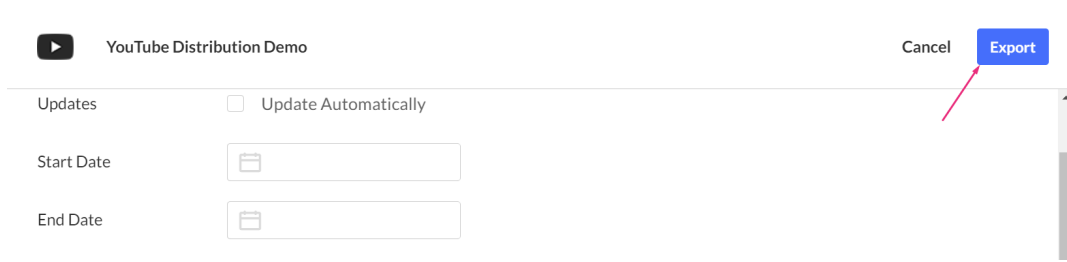 YouTube Distribution Demo
Cancel
Export
Updates
Update Automatically
Start Date
End Date